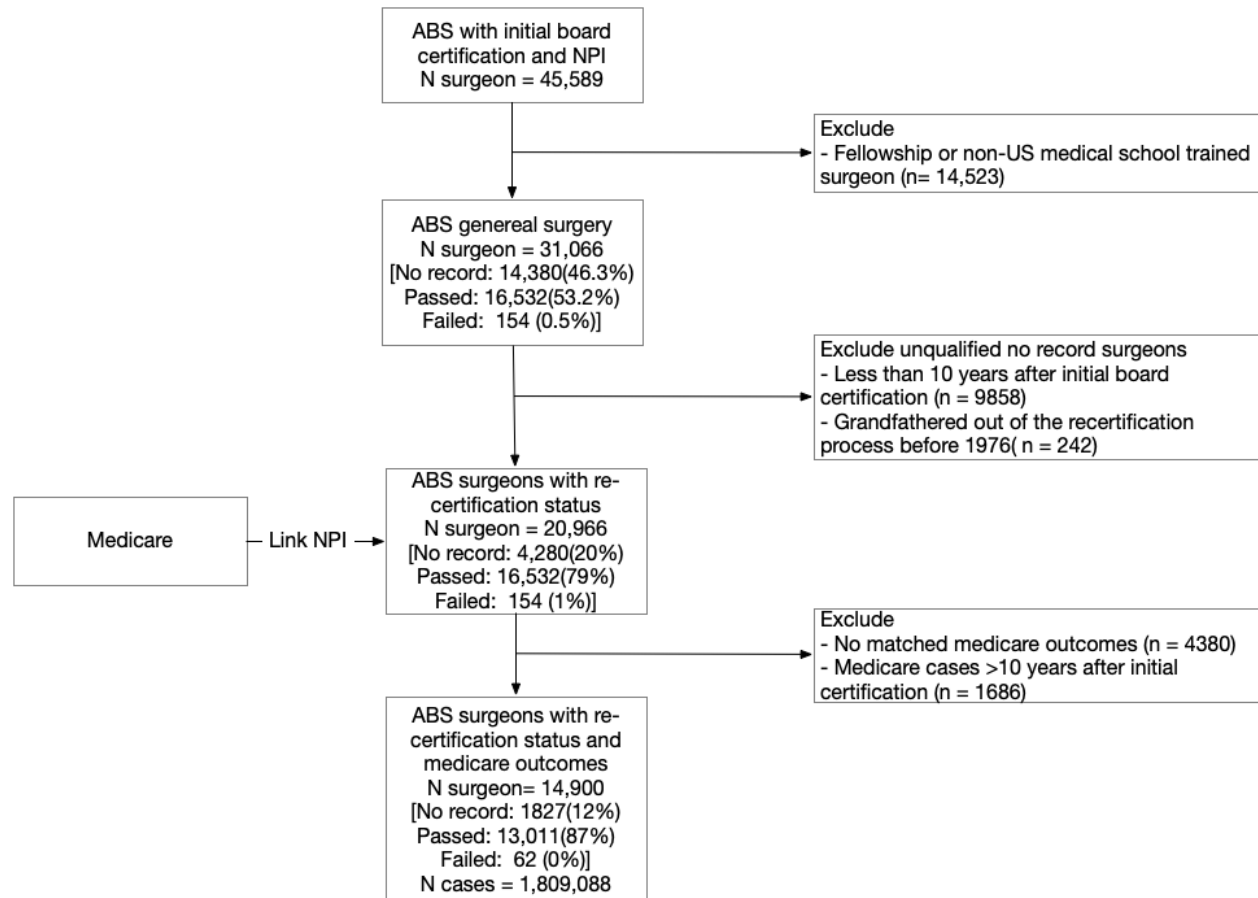 ABS with initial board
certification and NPI
N surgeon = 45,589
Exclude
- Fellowship or non-US medical school trained
surgeon (n= 14,523)
ABS genereal surgery
N surgeon = 31,066
[No record: 14,380(46.3%)
Passed: 16,532(53.2%)
Failed:  154 (0.5%)]
Exclude unqualified no record surgeons
- Less than 10 years after initial board
certification (n = 9858)
- Grandfathered out of the recertification
process before 1976( n = 242)
Medicare
Link NPI
ABS surgeons with re-
certification status
N surgeon = 20,966
[No record: 4,280(20%)
Passed: 16,532(79%)
Failed:  154 (1%)]
Exclude
- No matched medicare outcomes (n = 4380)
- Medicare cases >10 years after initial
certification (n = 1686)
ABS surgeons with re-
certification status and
medicare outcomes
N surgeon= 14,900
[No record: 1827(12%)
Passed: 13,011(87%)
Failed:  62 (0%)]
N cases = 1,809,088